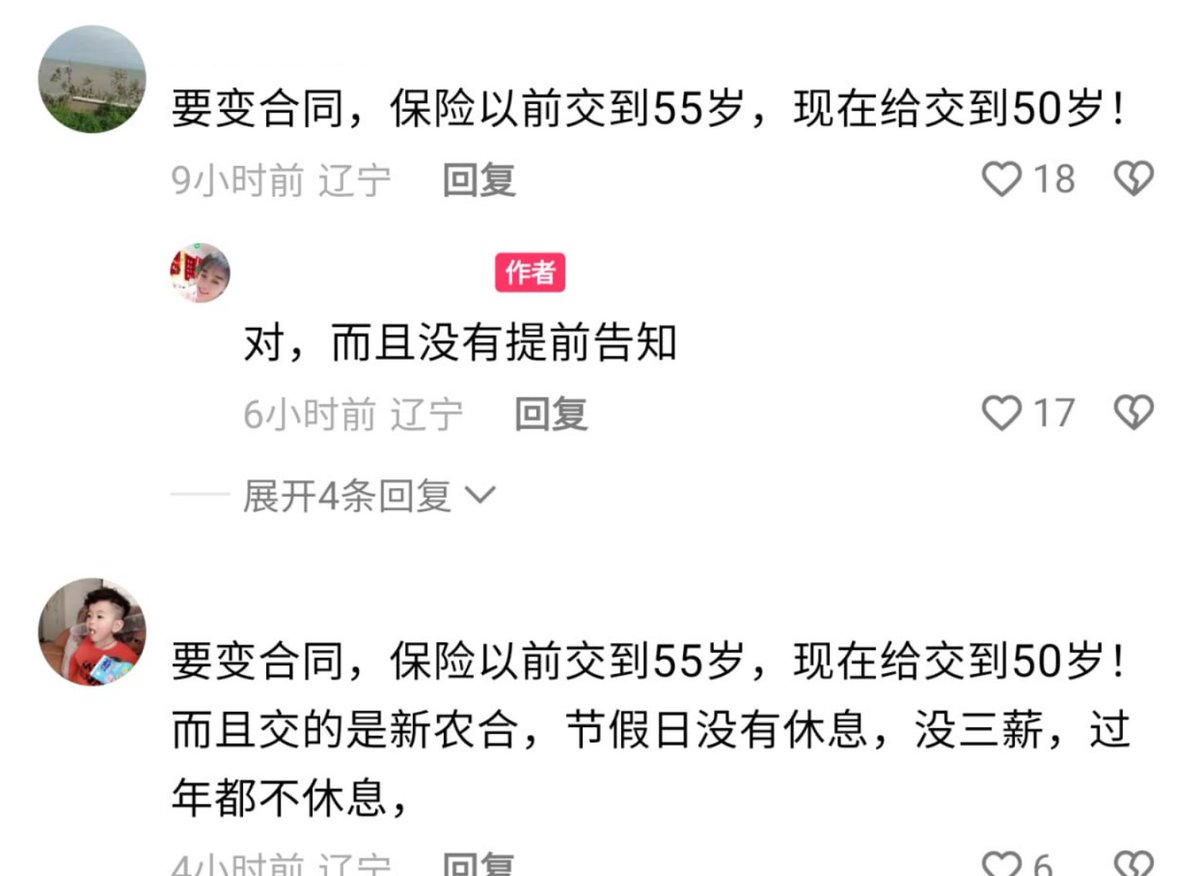 要变合同，保险以前交到55岁，现在给交到50岁！
9小时前 辽宁 回复 18
作者
对，而且没有提前告知
6小时前 辽宁 回复 17
展开4条回复
要变合同，保险以前交到55岁，现在给交到50岁！
而且交的是新农合，节假日没有休息，没三薪，过
年都不休息，
4小时前 辽宁 回复 6